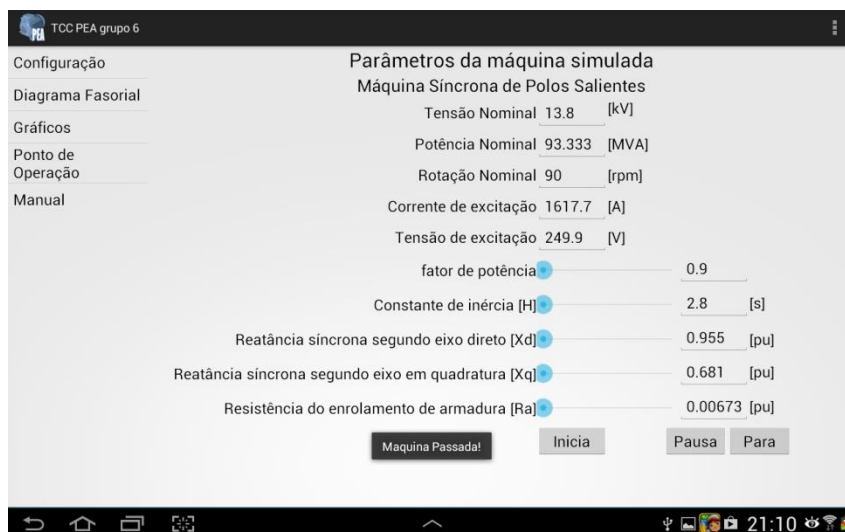 TCC PEA grupo 6
Configuração
Diagrama Fasorial
Gráficos
Ponto de
Operação
Manual
Parâmetros da máquina simulada
Máquina Síncrona de Polos Salientes
Tensão Nominal 13.8 [kV]
Potência Nominal 93.333 [MVA]
Rotação Nominal 90 [rpm]
Corrente de excitação 1617.7 [A]
Tensão de excitação 249.9 [V]
fator de potência 0.9
Constante de inércia [H] 2.8 [s]
Reatância síncrona segundo eixo direto [Xd] 0.955 [pu]
Reatância síncrona segundo eixo em quadratura [Xq] 0.681 [pu]
Resistência do enrolamento de armadura [Ra] 0.00673 [pu]
Maquina Passada! Inicia Pausa Para
21:10
PEA